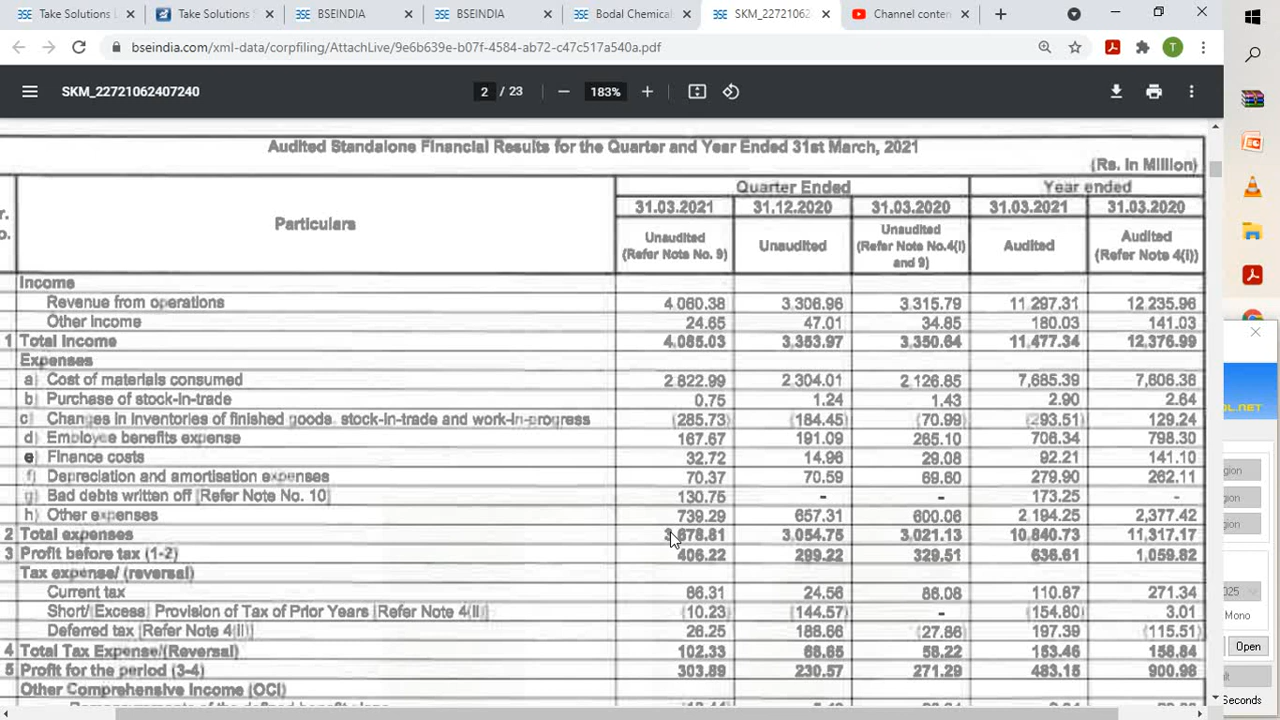 Take Solutions L
Take Solutions
BSEINDIA
BSEINDIA
Bodal Chemical
SKM_2272106
Channel conten
bseindia.com/xml-data/corpfiling/AttachLive/9e6b639e-b07f-4584-ab72-c47c517a540a.pdf
T
SKM_22721062407240
2 / 23
183%
Audited Standalone Financial Results for the Quarter and Year Ended 31st March, 2021
(Rs. in Million)
r. no. Particulars Quarter Ended Year ended
31.03.2021 31.12.2020 31.03.2020 31.03.2021 31.03.2020
Unaudited (Refer Note No. 9) Unaudited Unaudited (Refer Note No.4(i) and 9) Audited Audited (Refer Note 4(i))
Income
Revenue from operations 4 060.38 3 306.96 3 315.79 11 297.31 12 235.96
Other income 24.65 47.01 34.85 180.03 141.03
1 Total Income 4,085.03 3,353.97 3,350.64 11,477.34 12,376.99
Expenses
a) Cost of materials consumed 2 822.99 2 304.01 2 126.85 7,685.39 7,606.36
b) Purchase of stock-in-trade 0.75 1.24 1.43 2.90 2.64
c) Changes in inventories of finished goods stock-in-trade and work-in-progress (285.73) (184.45) (70.99) (293.51) 129.24
d) Employee benefits expense 167.67 191.09 265.10 706.34 798.30
e) Finance costs 32.72 14.96 29.08 92.21 141.10
f) Depreciation and amortisation expenses 70.37 70.59 69.60 279.90 262.11
g) Bad debts written off [Refer Note No. 10) 130.75 - - 173.25 -
h) Other expenses 739.29 657.31 600.06 2 194.25 2,377.42
2 Total expenses 3,678.81 3,054.75 3,021.13 10,840.73 11,317.17
3 Profit before tax (1-2) 406.22 299.22 329.51 636.61 1,059.82
Tax expense/ (reversal)
Current tax 86.31 24.56 86.08 110.87 271.34
Short/ (Excess) Provision of Tax of Prior Years [Refer Note 4(ii) (10.23) (144.57) - (154.80) 3.01
Deferred tax [Refer Note 4(ii)) 26.25 188.66 (27.86) 197.39 (115.51)
4 Total Tax Expense/(Reversal) 102.33 68.65 58.22 153.46 158.84
5 Profit for the period (3-4) 303.89 230.57 271.29 483.15 900.98
Other Comprehensive Income (OCI)
OL.NET
gion
gion
gion
025
Mono
Open
Seconds